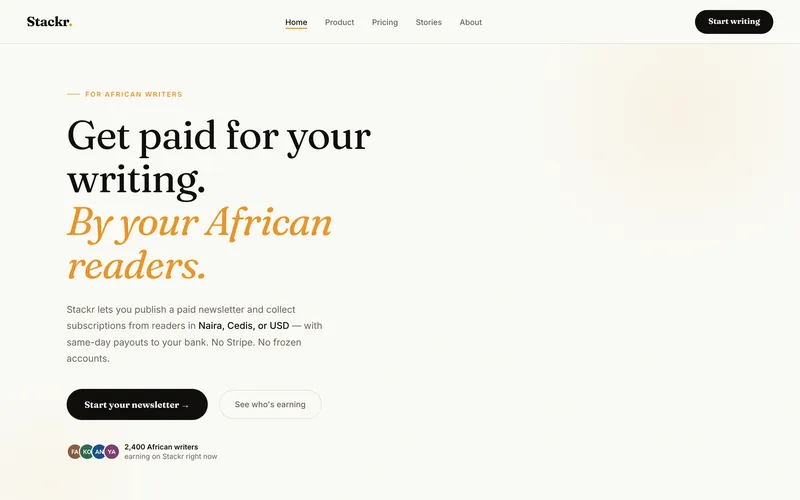 Stackr.
Home Product Pricing Stories About
Start writing
FOR AFRICAN WRITERS
Get paid for your
writing.
By your African
readers.
Stackr lets you publish a paid newsletter and collect
subscriptions from readers in Naira, Cedis, or USD — with
same-day payouts to your bank. No Stripe. No frozen
accounts.
Start your newsletter →
See who's earning
FA KO AN YA
2,400 African writers
earning on Stackr right now